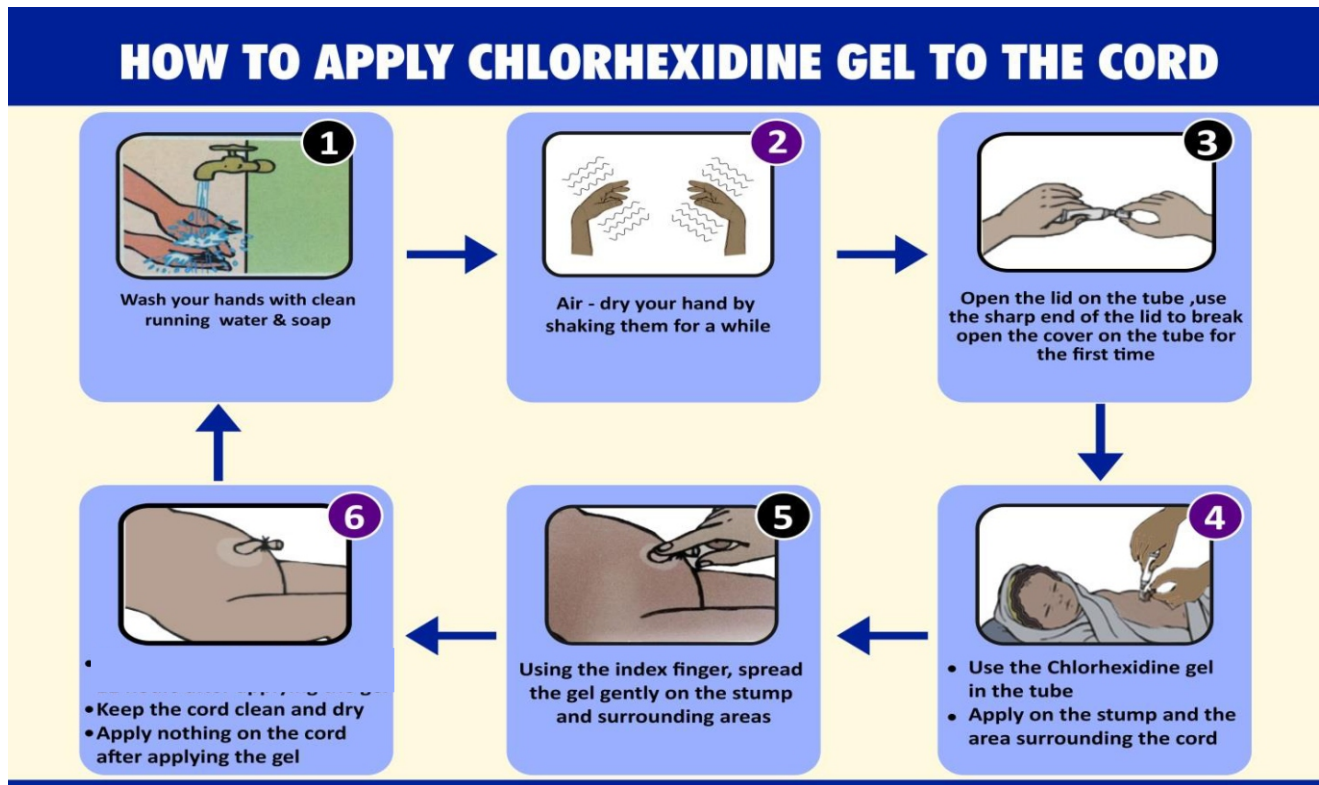 HOW TO APPLY CHLORHEXIDINE GEL TO THE CORD
1
Wash your hands with clean
running water & soap
2
Air - dry your hand by
shaking them for a while
3
Open the lid on the tube ,use
the sharp end of the lid to break
open the cover on the tube for
the first time
4
• Use the Chlorhexidine gel
in the tube
• Apply on the stump and the
area surrounding the cord
5
Using the index finger, spread
the gel gently on the stump
and surrounding areas
6
•
after applying the gel
•Keep the cord clean and dry
•Apply nothing on the cord
after applying the gel